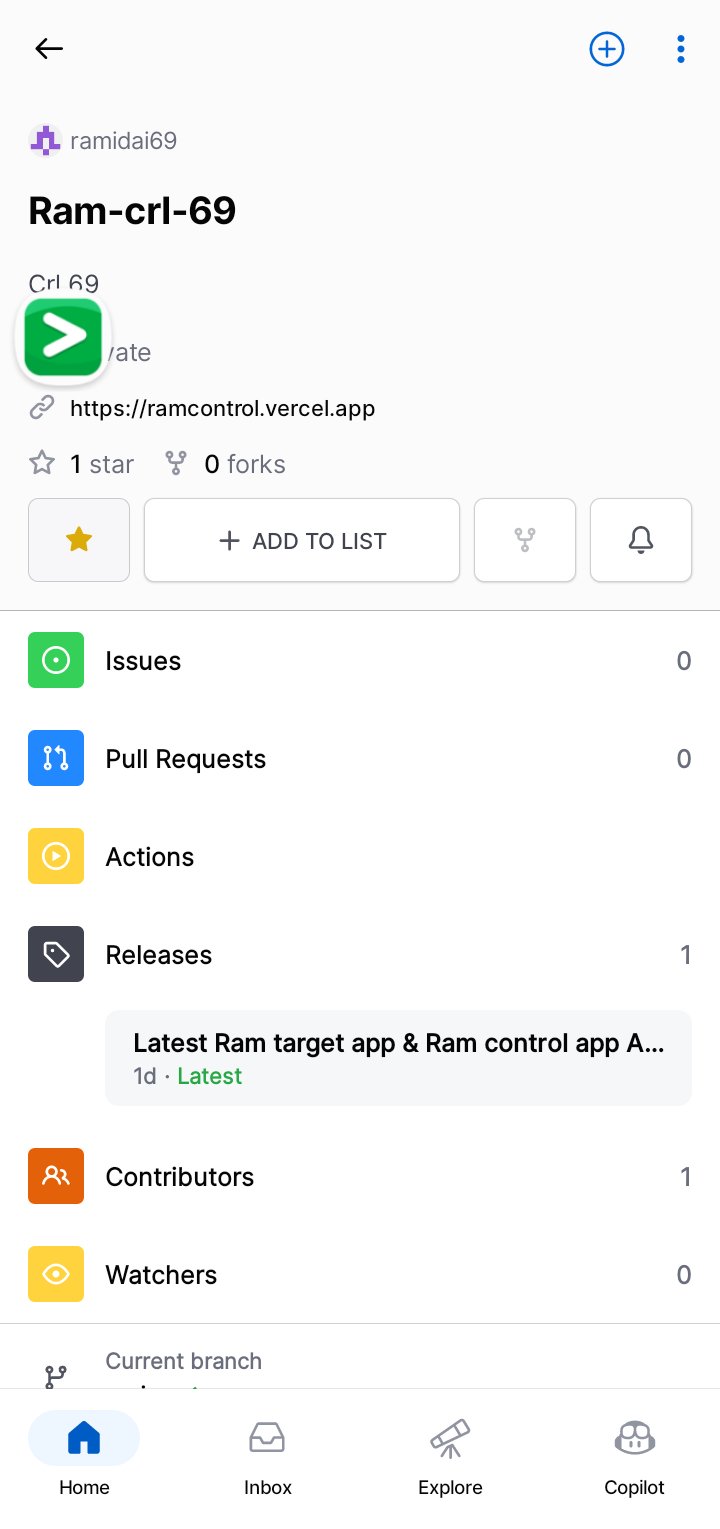 ramidai69
Ram-crl-69
Crl 69
vate
https://ramcontrol.vercel.app
1 star 0 forks
ADD TO LIST
Issues 0
Pull Requests 0
Actions
Releases 1
Latest Ram target app & Ram control app A...
1d · Latest
Contributors 1
Watchers 0
Current branch
Home Inbox Explore Copilot